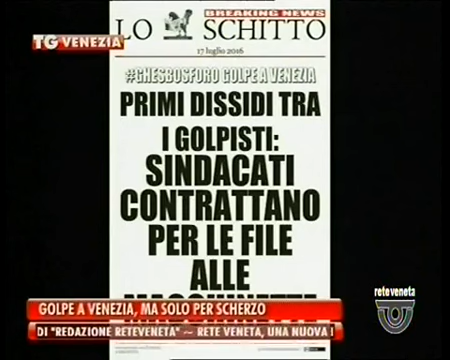 BREAKING NEWS
LO SCHITTO
TG VENEZIA
17 luglio 2016
#GHESBOSFORO GOLPE A VENEZIA
PRIMI DISSIDI TRA
I GOLPISTI:
SINDACATI
CONTRATTANO
PER LE FILE
ALLE
GOLPE A VENEZIA, MA SOLO PER SCHERZO
DI "REDAZIONE RETEVENETA" ~ RETE VENETA, UNA NUOVA
reteveneta